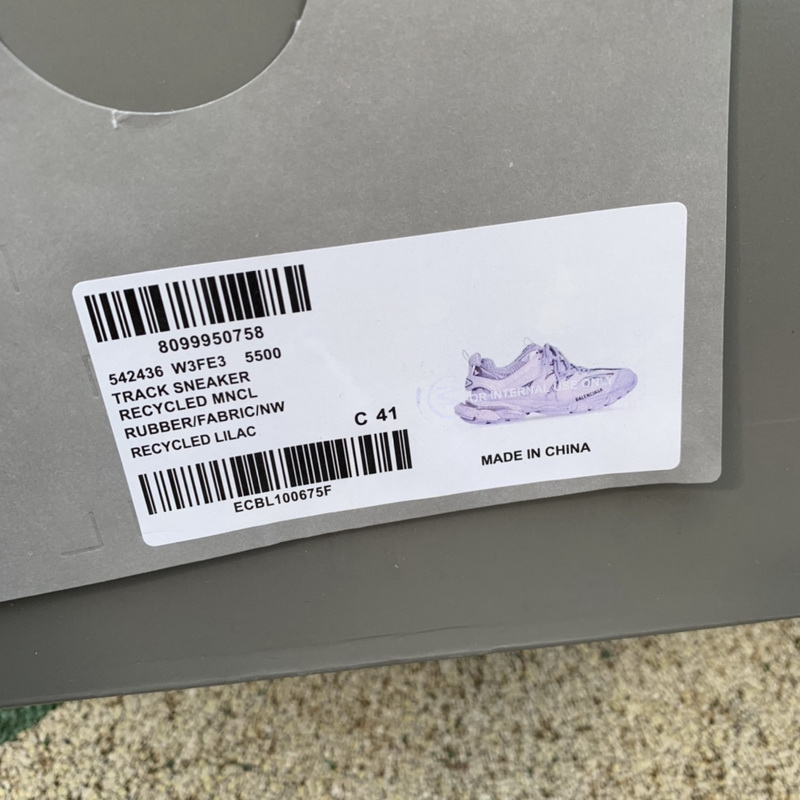 8099950758
542436 W3FE3 5500
TRACK SNEAKER
RECYCLED MNCL
RUBBER/FABRIC/NW
RECYCLED LILAC
C 41
ECBL100675F
FOR INTERNAL USE ONLY
BALENCIAGA
MADE IN CHINA